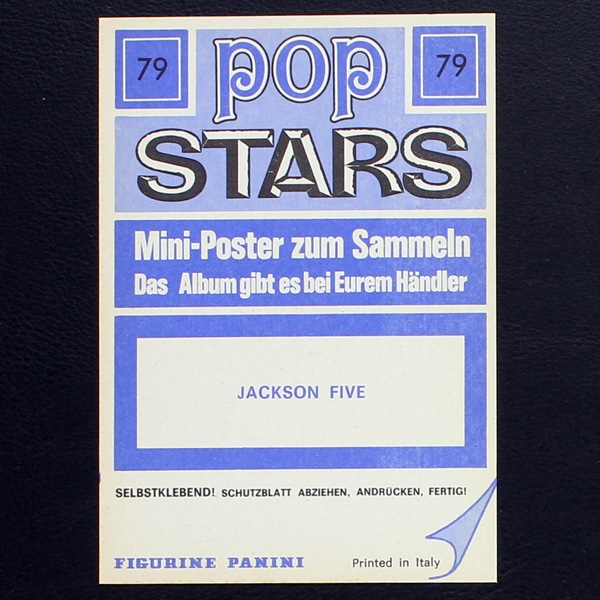 79 pop 79
STARS
Mini-Poster zum Sammeln
Das Album gibt es bei Eurem Händler
JACKSON FIVE
SELBSTKLEBEND! SCHUTZBLATT ABZIEHEN, ANDRÜCKEN, FERTIG!
FIGURINE PANINI Printed in Italy